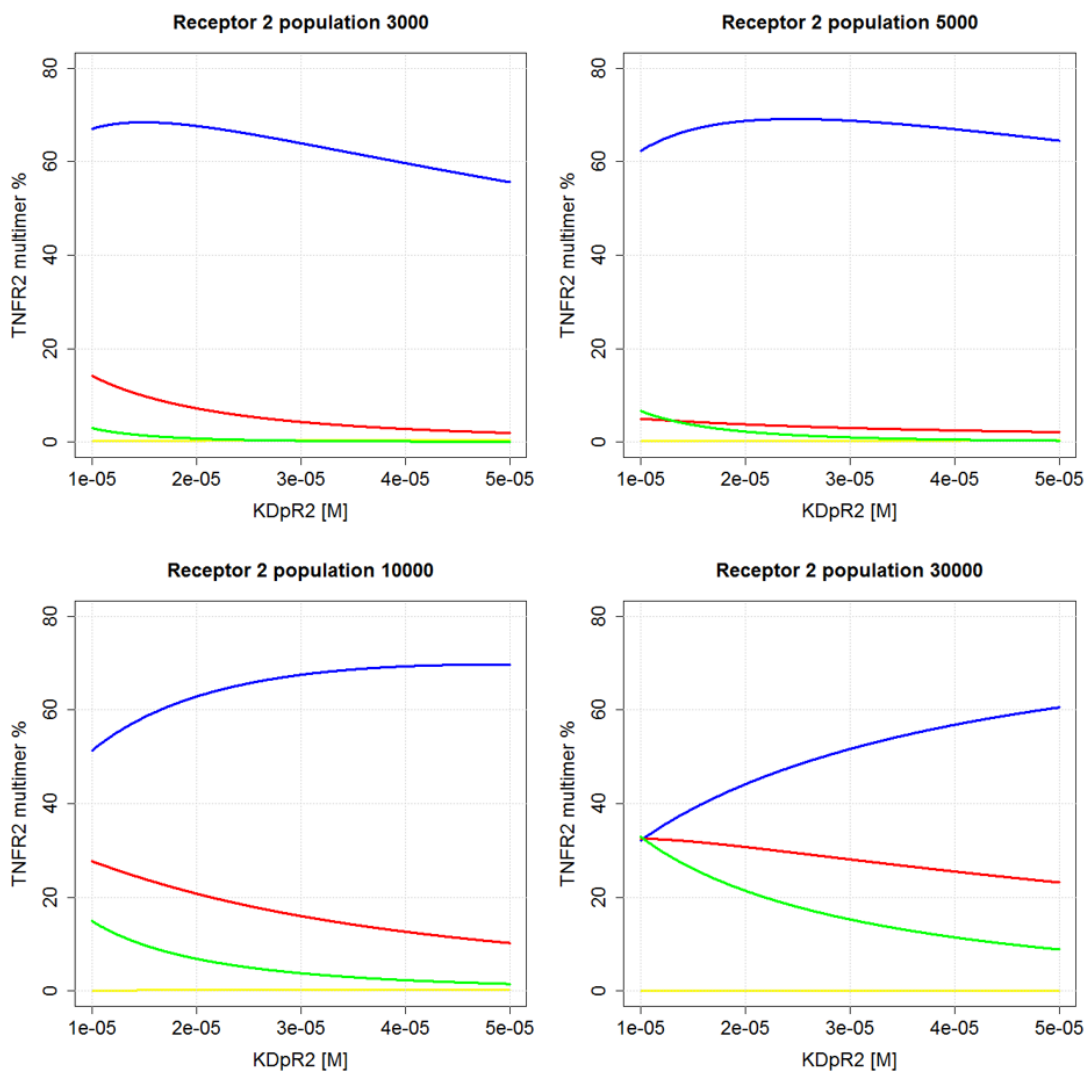 Receptor 2 population 3000
TNFR2 multimer %
80
60
40
20
0
1e-05 2e-05 3e-05 4e-05 5e-05
KDpR2 [M]
Receptor 2 population 5000
TNFR2 multimer %
80
60
40
20
0
1e-05 2e-05 3e-05 4e-05 5e-05
KDpR2 [M]
Receptor 2 population 10000
TNFR2 multimer %
80
60
40
20
0
1e-05 2e-05 3e-05 4e-05 5e-05
KDpR2 [M]
Receptor 2 population 30000
TNFR2 multimer %
80
60
40
20
0
1e-05 2e-05 3e-05 4e-05 5e-05
KDpR2 [M]